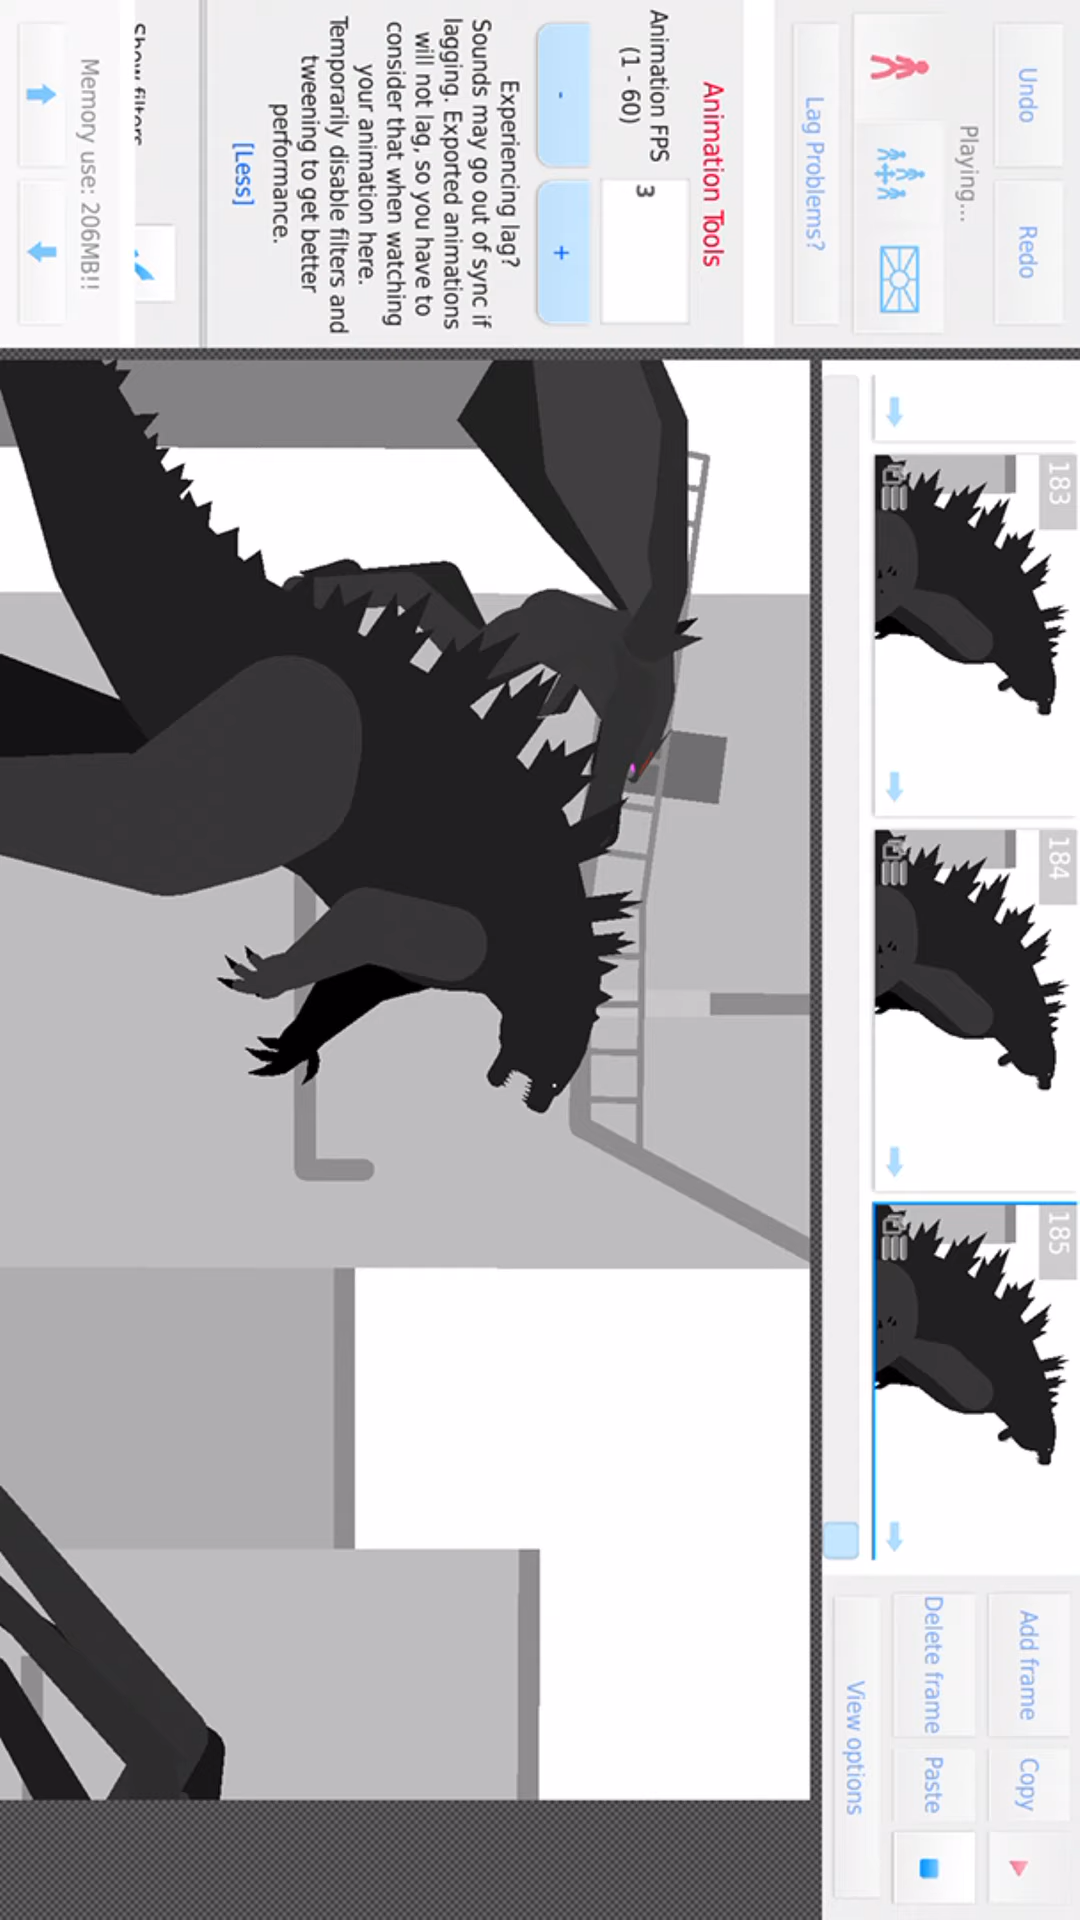 Undo
Redo
Playing...
Lag Problems?
Animation Tools
Animation FPS
(1 - 60)
3
-
+
Experiencing lag?
Sounds may go out of sync if
lagging. Exported animations
will not lag, so you have to
consider that when watching
your animation here.
Temporarily disable filters and
tweening to get better
performance.
[Less]
Show filters
Memory use: 206MB!!
183
184
185
Add frame
Copy
Delete frame
Paste
View options